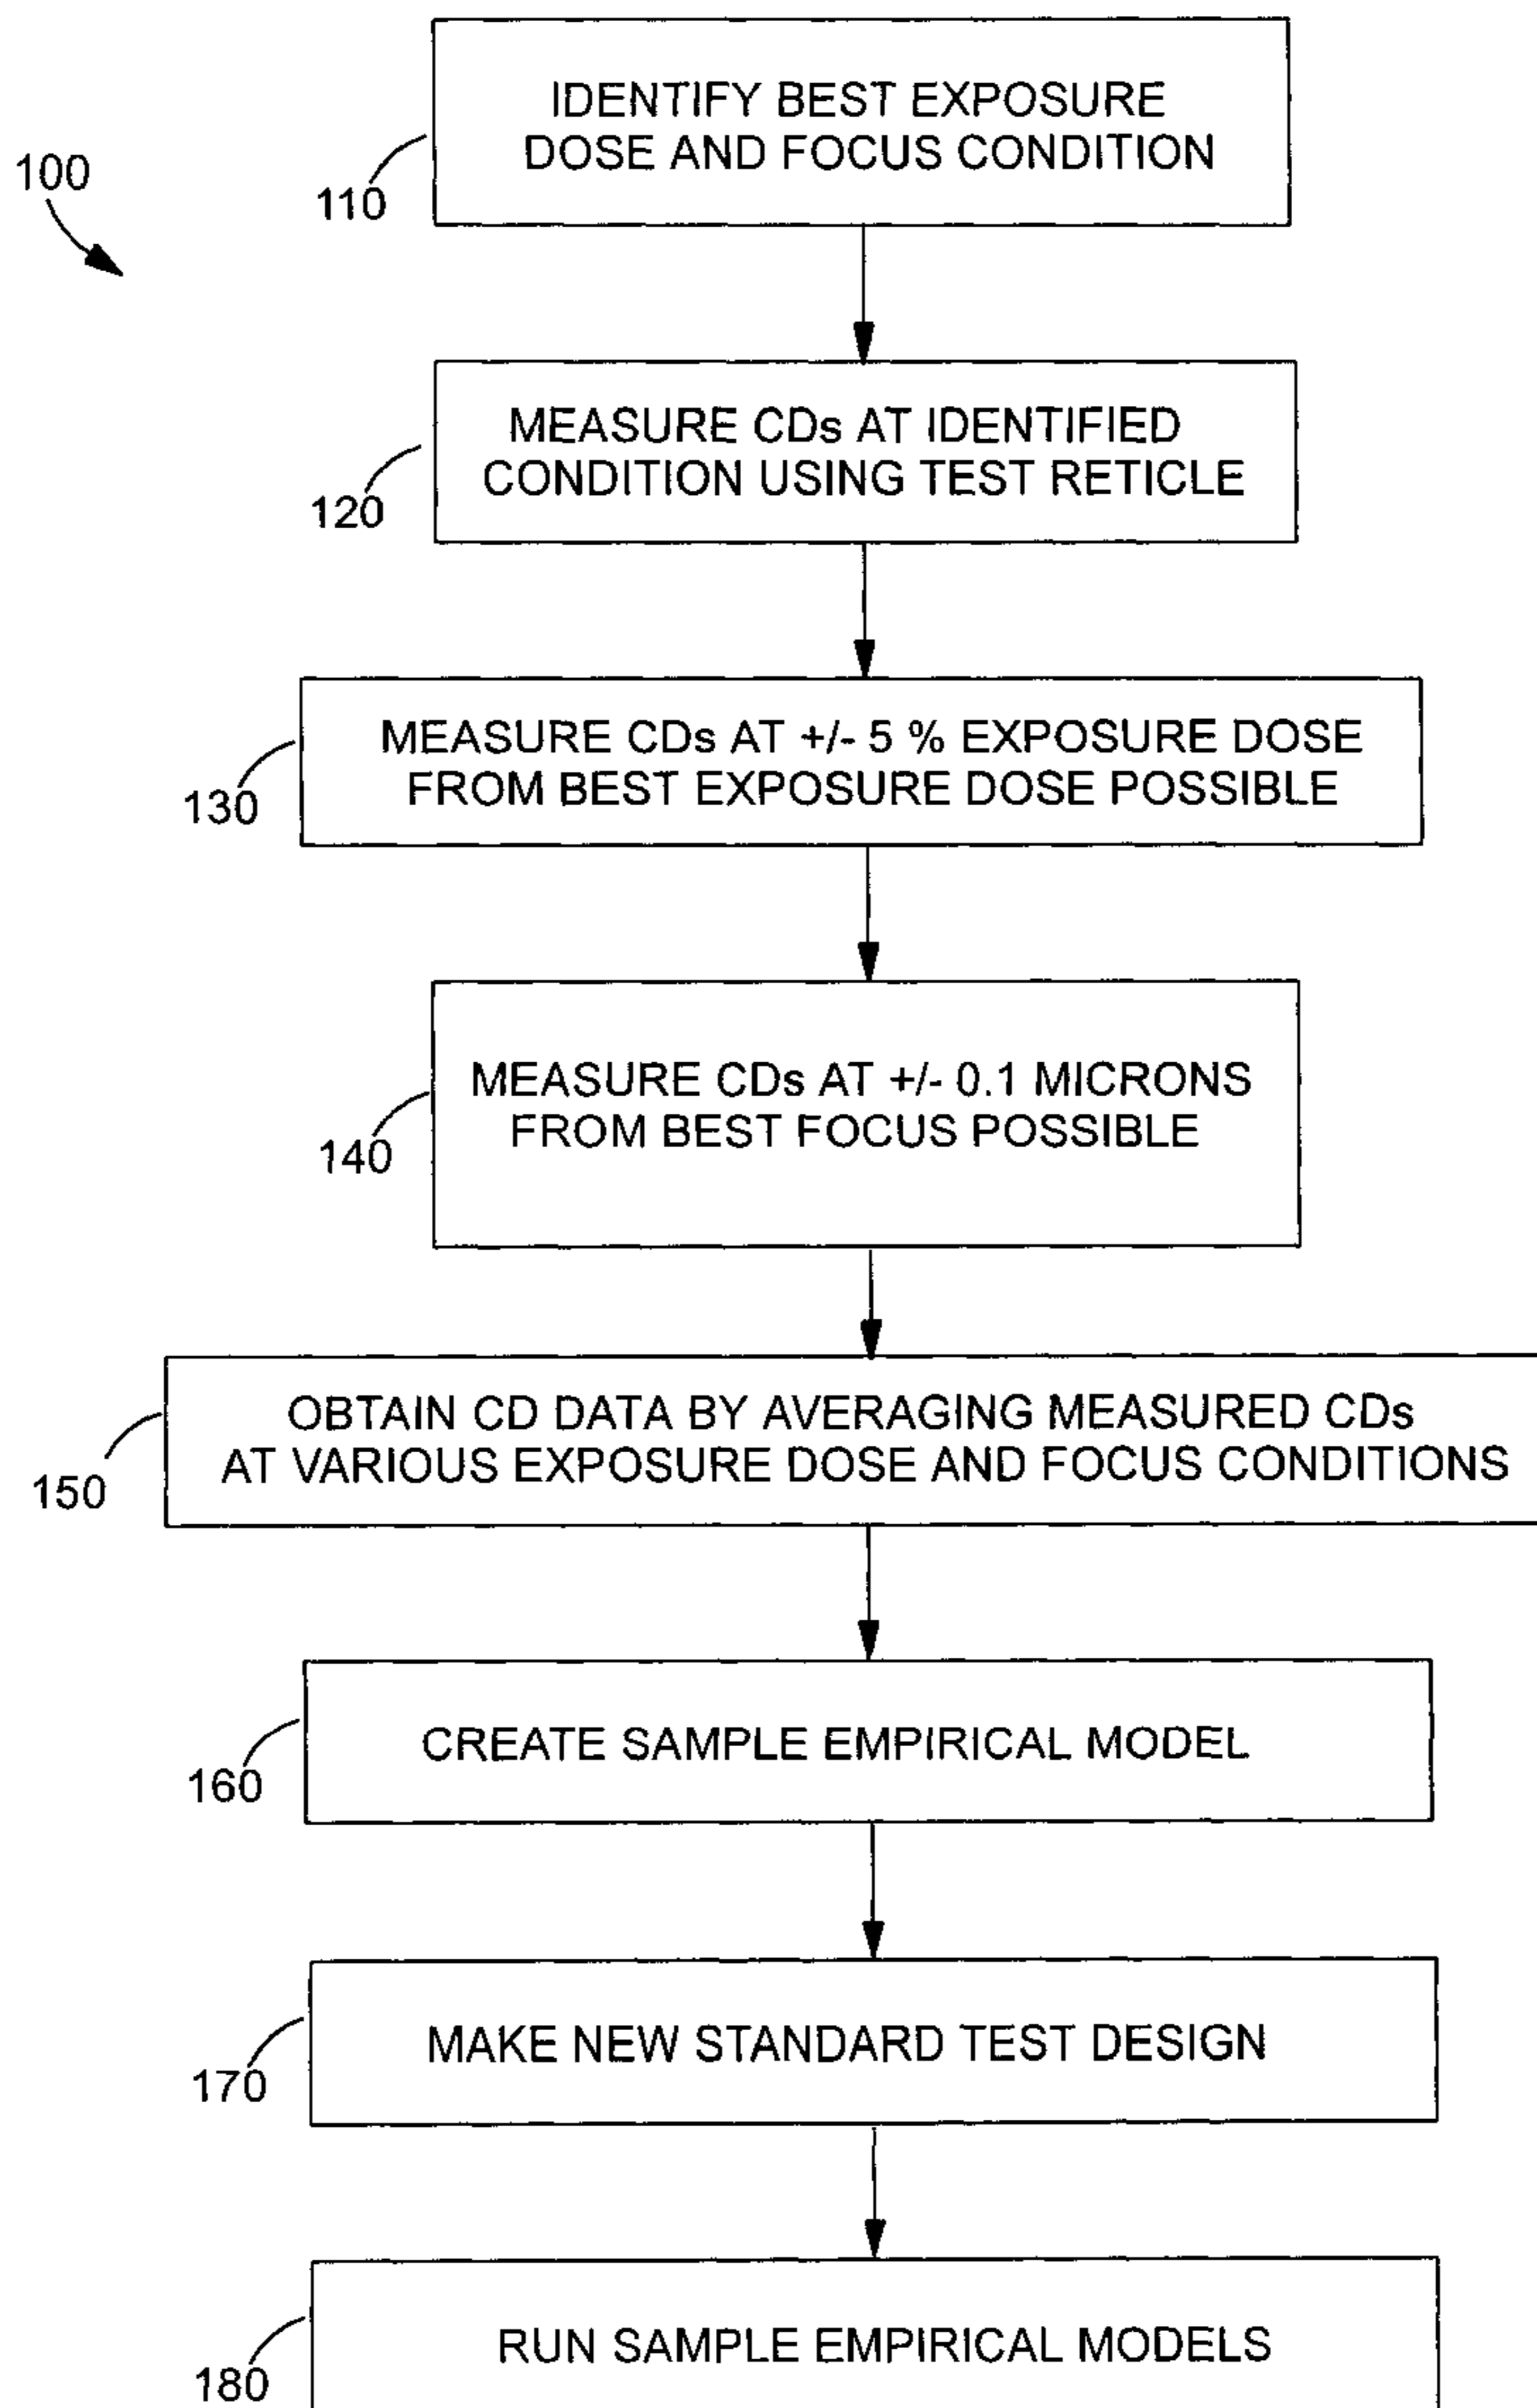 100
IDENTIFY BEST EXPOSURE
DOSE AND FOCUS CONDITION
110
MEASURE CDs AT IDENTIFIED
CONDITION USING TEST RETICLE
120
MEASURE CDs AT +/- 5 % EXPOSURE DOSE
FROM BEST EXPOSURE DOSE POSSIBLE
130
MEASURE CDs AT +/- 0.1 MICRONS
FROM BEST FOCUS POSSIBLE
140
OBTAIN CD DATA BY AVERAGING MEASURED CDs
AT VARIOUS EXPOSURE DOSE AND FOCUS CONDITIONS
150
CREATE SAMPLE EMPIRICAL MODEL
160
MAKE NEW STANDARD TEST DESIGN
170
RUN SAMPLE EMPIRICAL MODELS
180